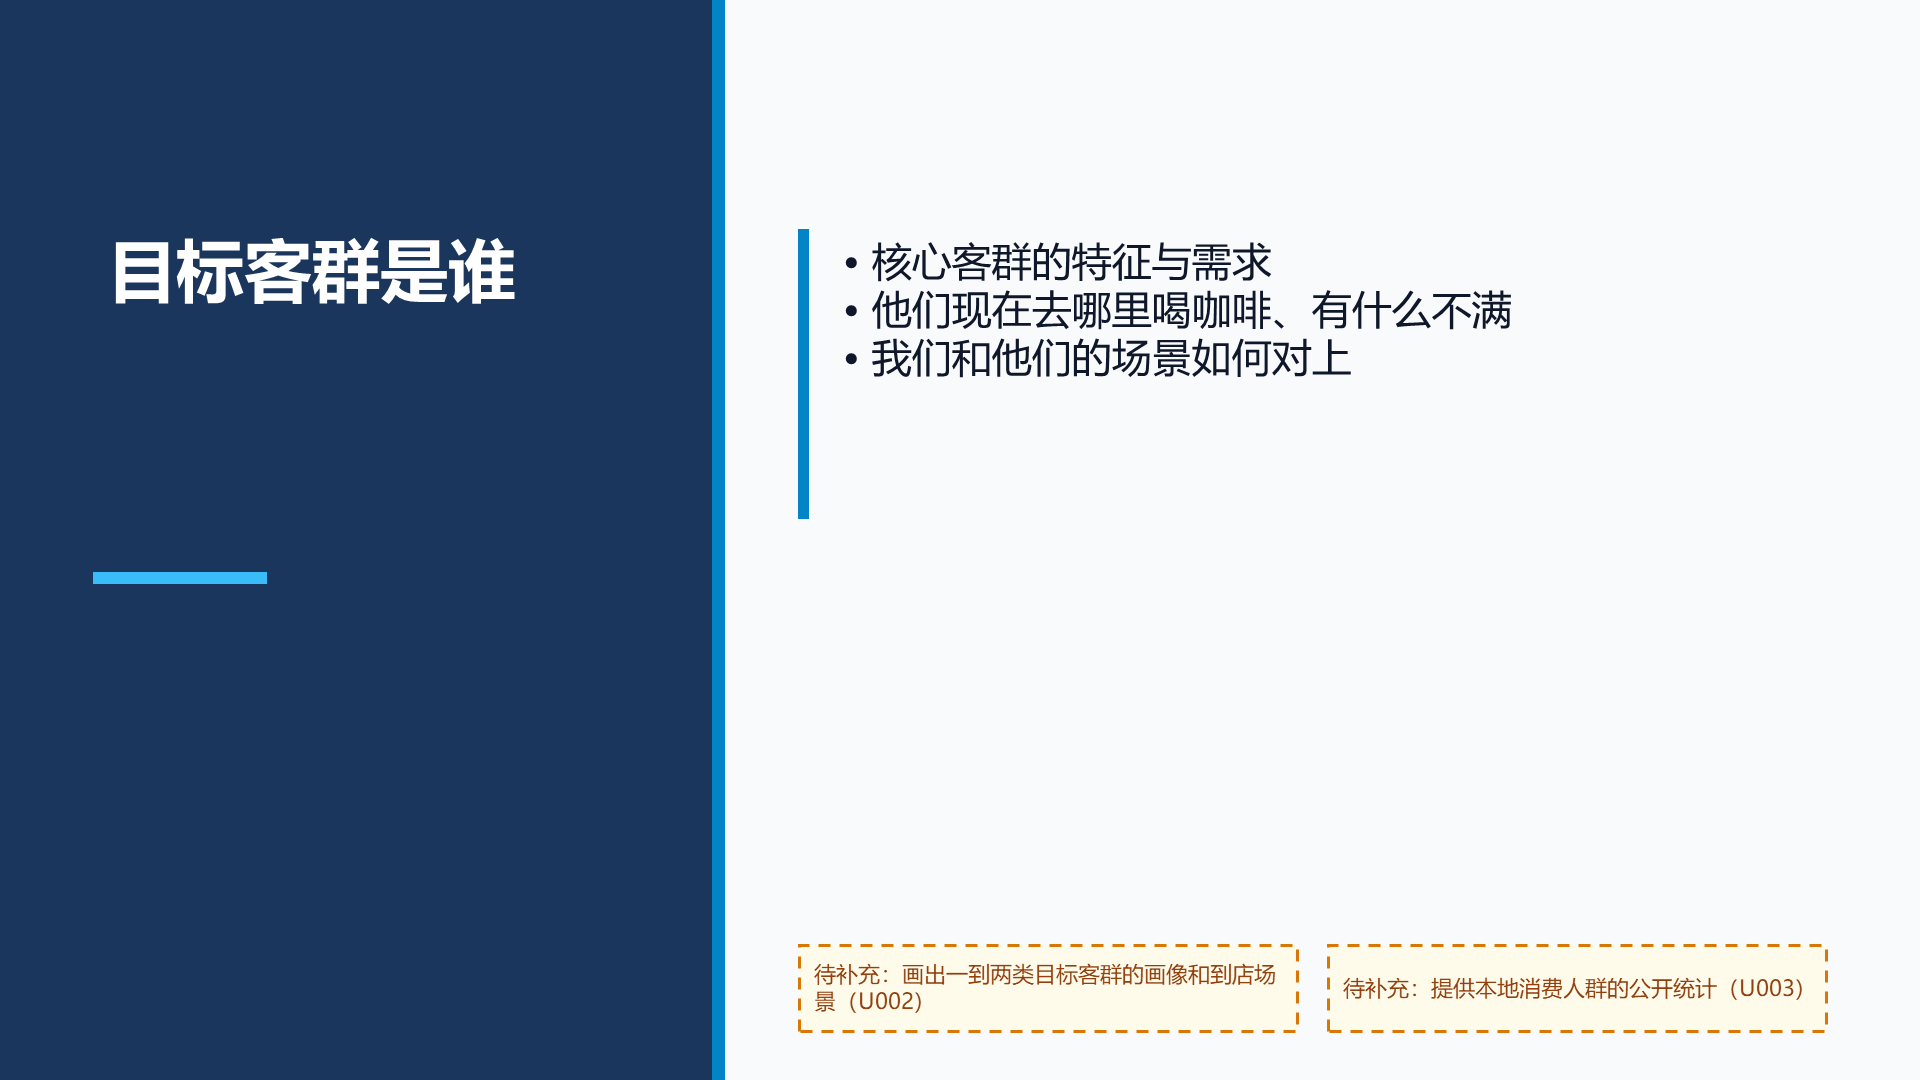 目标客群是谁
• 核心客群的特征与需求
• 他们现在去哪里喝咖啡、有什么不满
• 我们和他们的场景如何对上
待补充：画出一到两类目标客群的画像和到店场
景（U002）
待补充：提供本地消费人群的公开统计（U003）